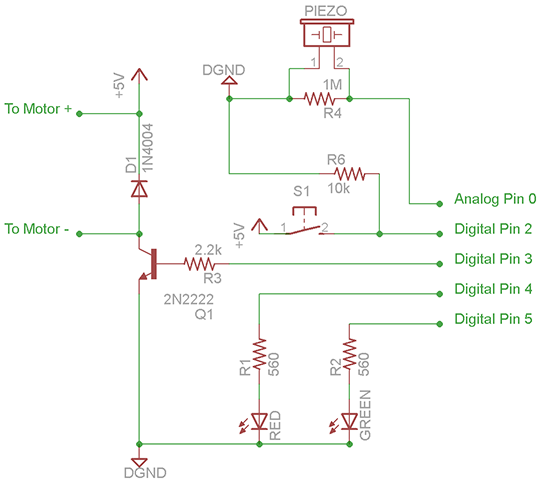 PIEZO
1 2
DGND
1M
R4
+5V
To Motor +
D1
1N4004
R6
10k
S1
Analog Pin 0
+5V
1 2
To Motor -
Digital Pin 2
2.2k
R3
Digital Pin 3
2N2222
Q1
Digital Pin 4
Digital Pin 5
R1
560
R2
560
RED
GREEN
DGND